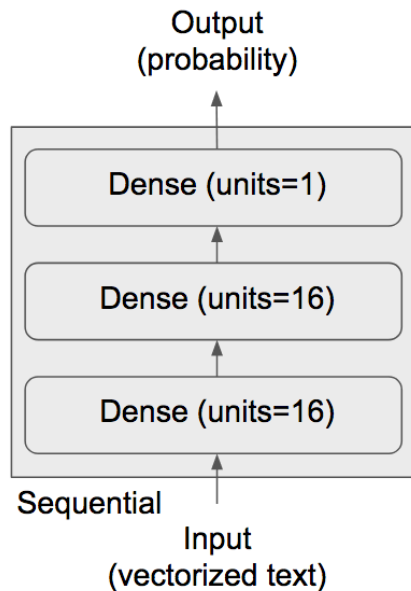 Output
(probability)
Dense (units=1)
Dense (units=16)
Dense (units=16)
Sequential
Input
(vectorized text)